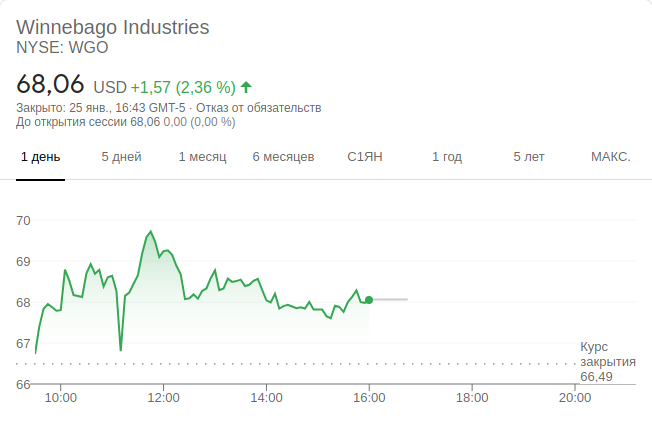 Winnebago Industries
NYSE: WGO
68,06 USD +1,57 (2,36 %)
Закрыто: 25 янв., 16:43 GMT-5 · Отказ от обязательств
До открытия сессии 68,06 0,00 (0,00 %)
1 день 5 дней 1 месяц 6 месяцев С1ЯН 1 год 5 лет МАКС.
70
69
68
67
Курс
закрытия
66,49
66
10:00 12:00 14:00 16:00 18:00 20:00